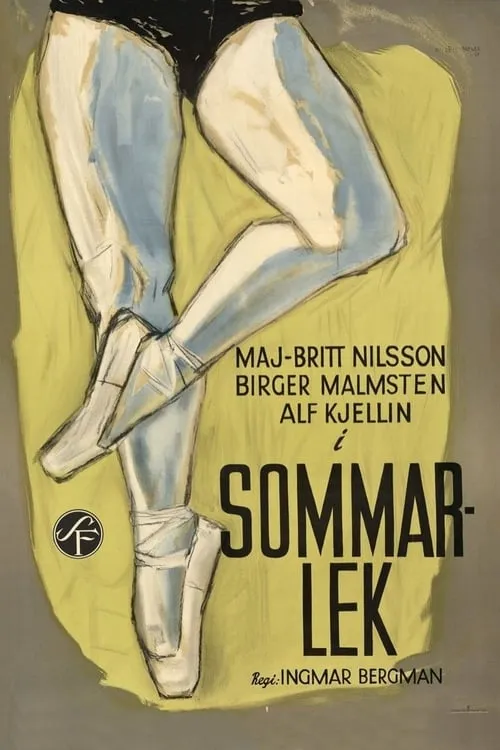 MAJ-BRITT NILSSON
BIRGER MALMSTEN
ALF KJELLIN
i
SOMMAR-
LEK
SF
Regi: INGMAR BERGMAN